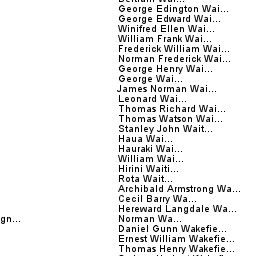 George Edington Wai...
George Edward Wai...
Winifred Ellen Wai...
William Frank Wai...
Frederick William Wai...
Norman Frederick Wai...
George Henry Wai...
George Wai...
James Norman Wai...
Leonard Wai...
Thomas Richard Wai...
Thomas Watson Wai...
Stanley John Wait...
Haua Wai...
Hauraki Wai...
William Wai...
Hirini Waiti...
Rota Wait...
Archibald Armstrong Wa...
Cecil Barry Wa...
Hereward Langdale Wa...
ign... Norman Wa...
Daniel Gunn Wakefie...
Ernest William Wakefie...
Thomas Henry Wakefie...